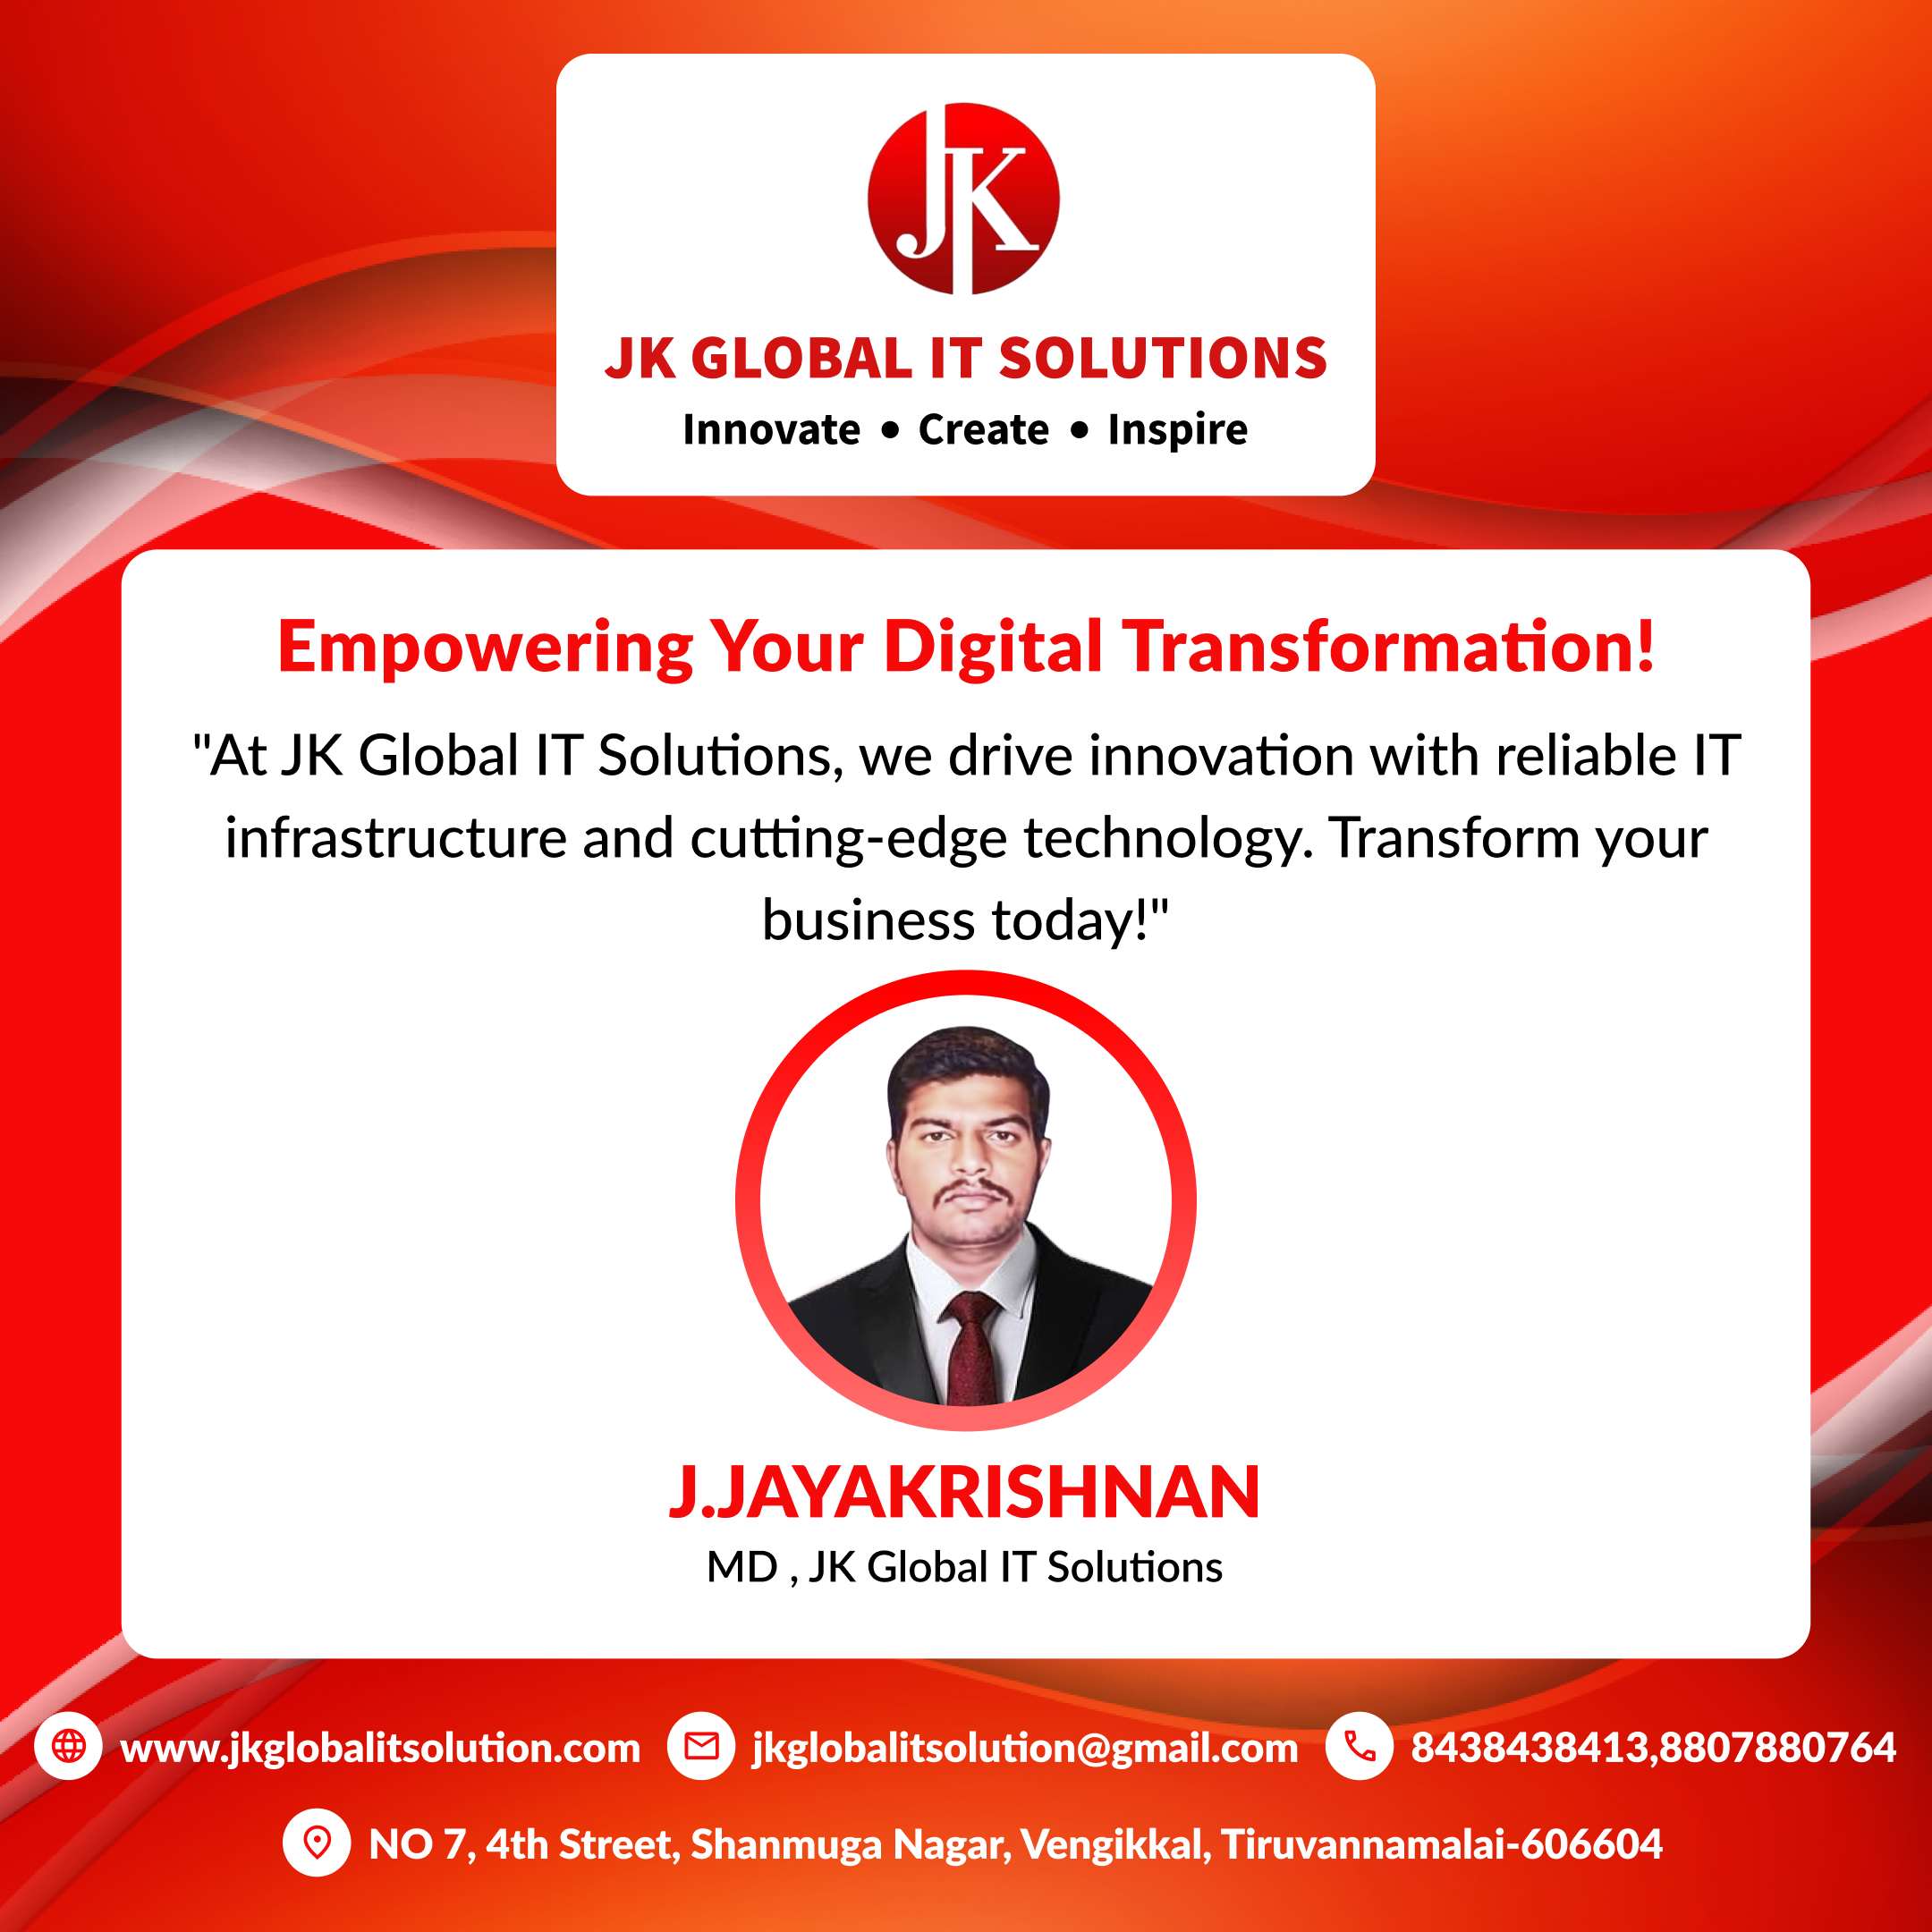 JK
JK GLOBAL IT SOLUTIONS
Innovate • Create • Inspire
Empowering Your Digital Transformation!
"At JK Global IT Solutions, we drive innovation with reliable IT
infrastructure and cutting-edge technology. Transform your
business today!"
J.JAYAKRISHNAN
MD , JK Global IT Solutions
www.jkglobalitsolution.com jkglobalitsolution@gmail.com 8438438413,8807880764
NO 7, 4th Street, Shanmuga Nagar, Vengikkal, Tiruvannamalai-606604